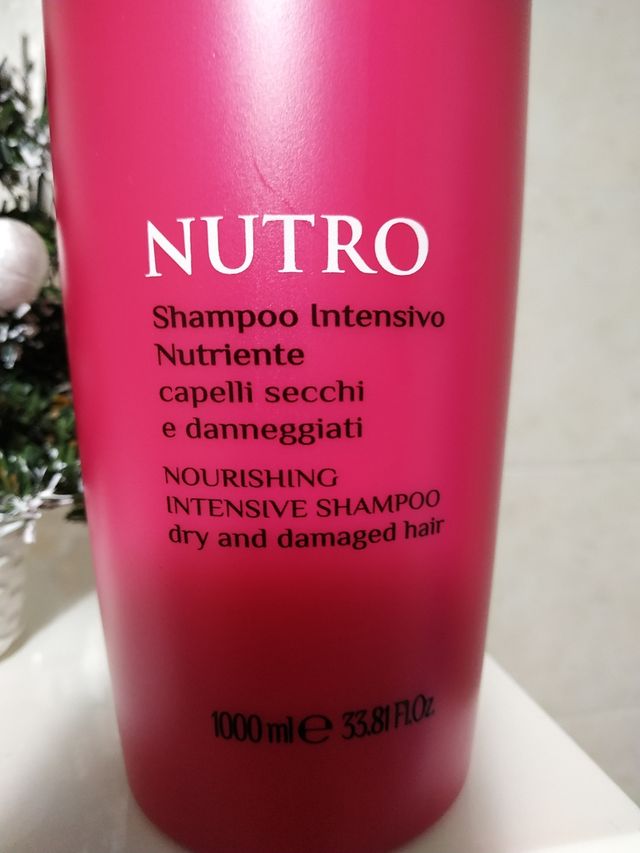 NUTRO
Shampoo Intensivo
Nutriente
capelli secchi
e danneggiati
NOURISHING
INTENSIVE SHAMPOO
dry and damaged hair
1000 ml e 33.81 Fl.Oz.